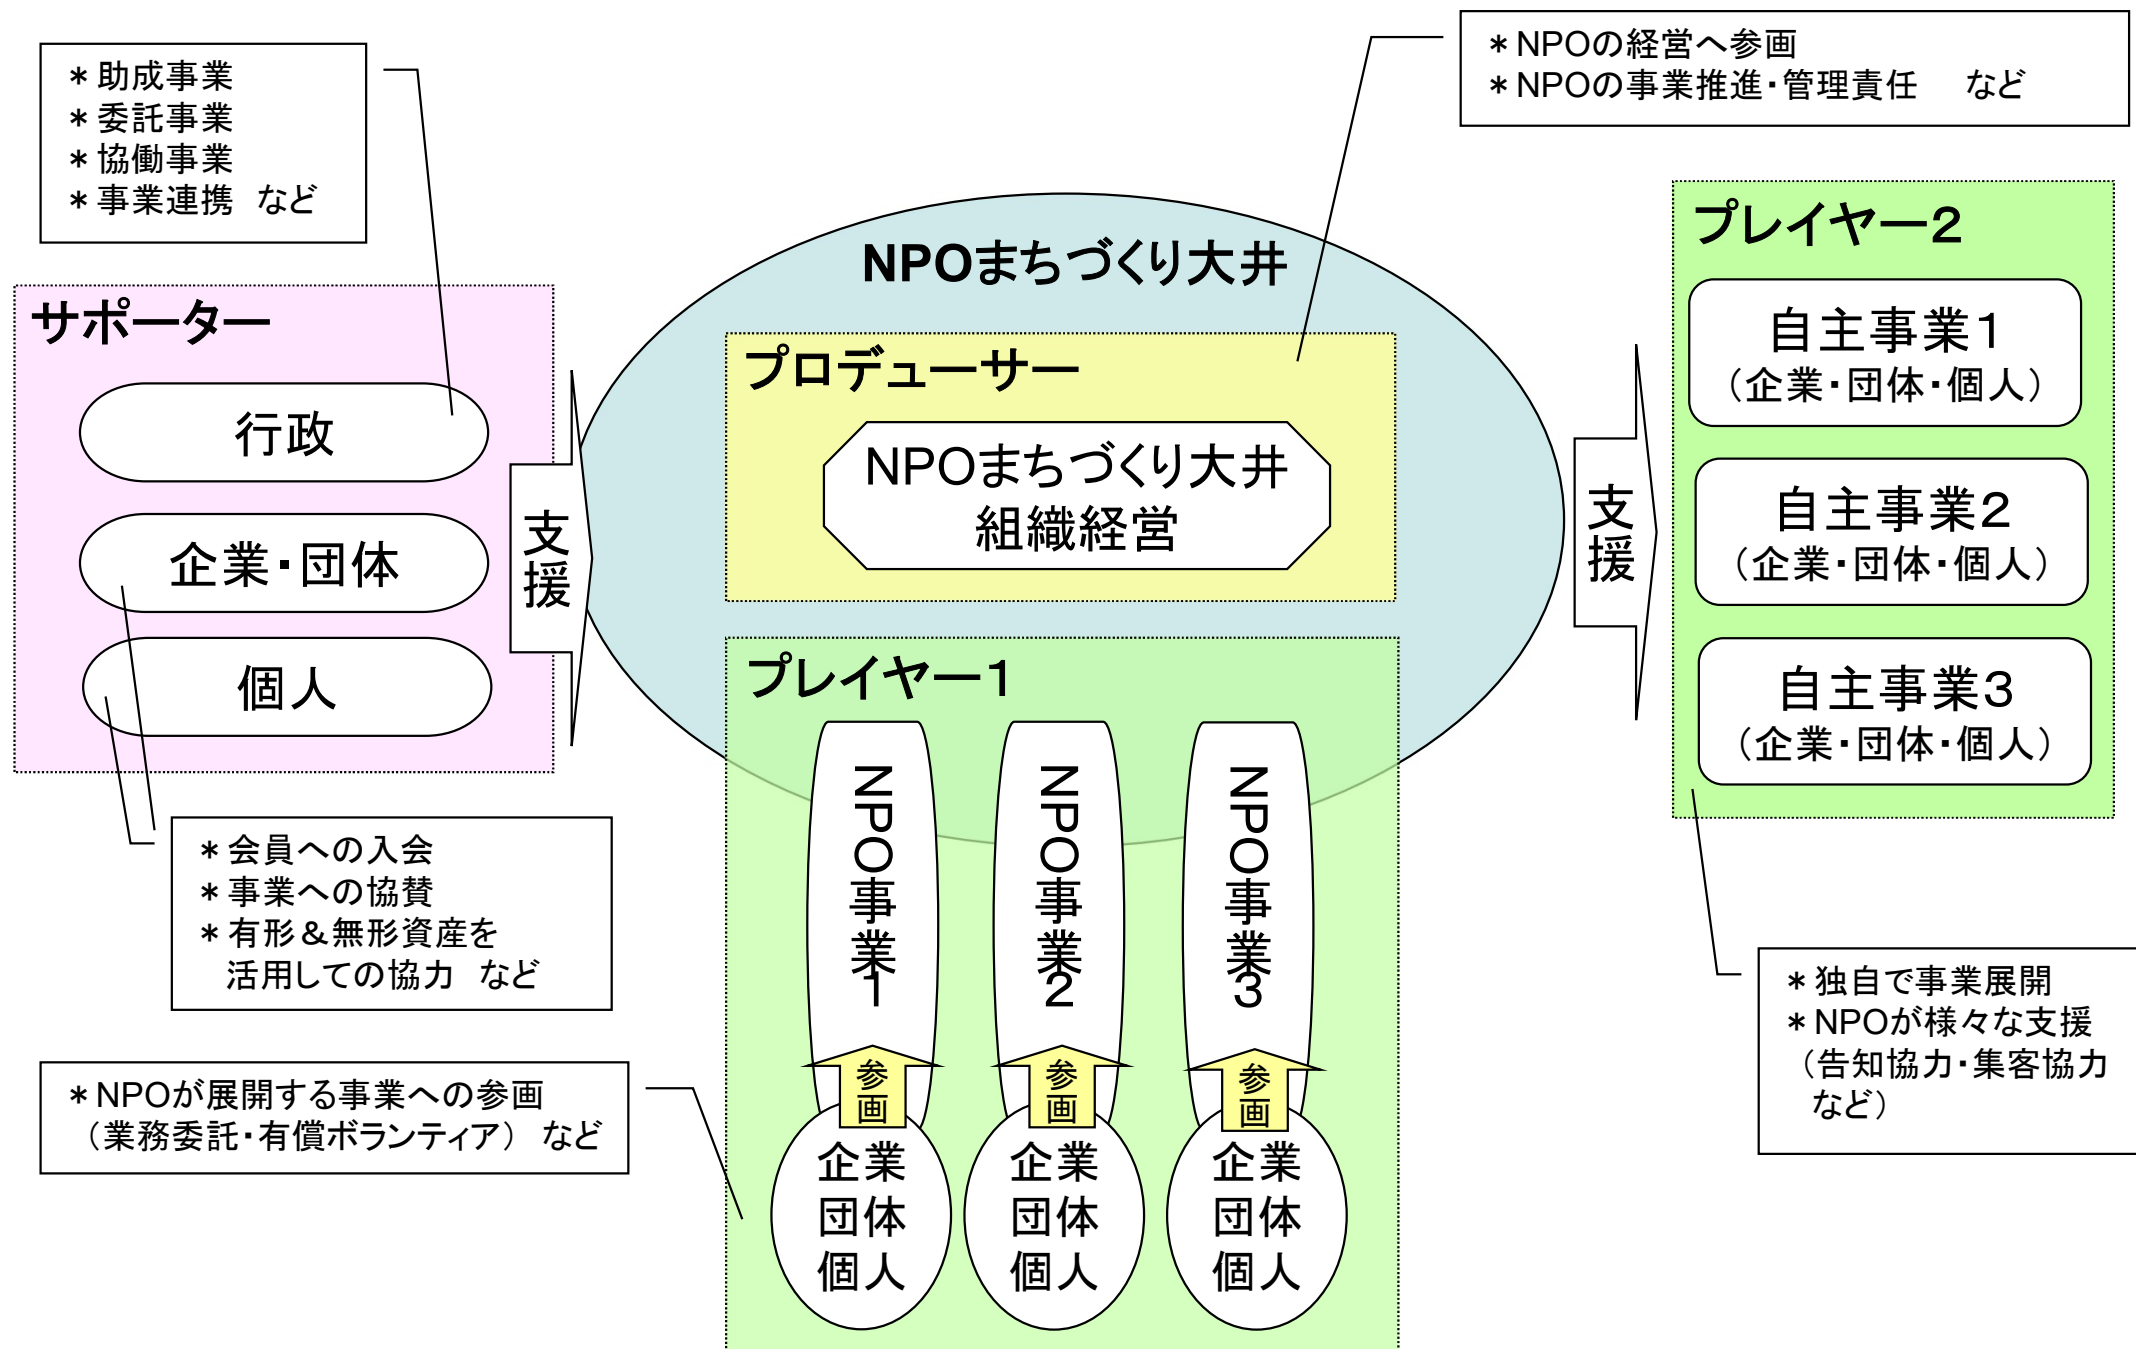 ＊助成事業
＊委託事業
＊協働事業
＊事業連携　など
＊NPOの経営へ参画
＊NPOの事業推進・管理責任　など
サポーター
行政
企業・団体
個人
支援
NPOまちづくり大井
プロデューサー
NPOまちづくり大井
組織経営
支援
プレイヤー2
自主事業1
（企業・団体・個人）
自主事業2
（企業・団体・個人）
自主事業3
（企業・団体・個人）
プレイヤー1
NPO事業1
NPO事業2
NPO事業3
参画
参画
参画
企業
団体
個人
企業
団体
個人
企業
団体
個人
＊会員への入会
＊事業への協賛
＊有形＆無形資産を
活用しての協力　など
＊NPOが展開する事業への参画
（業務委託・有償ボランティア）　など
＊独自で事業展開
＊NPOが様々な支援
（告知協力・集客協力
など）